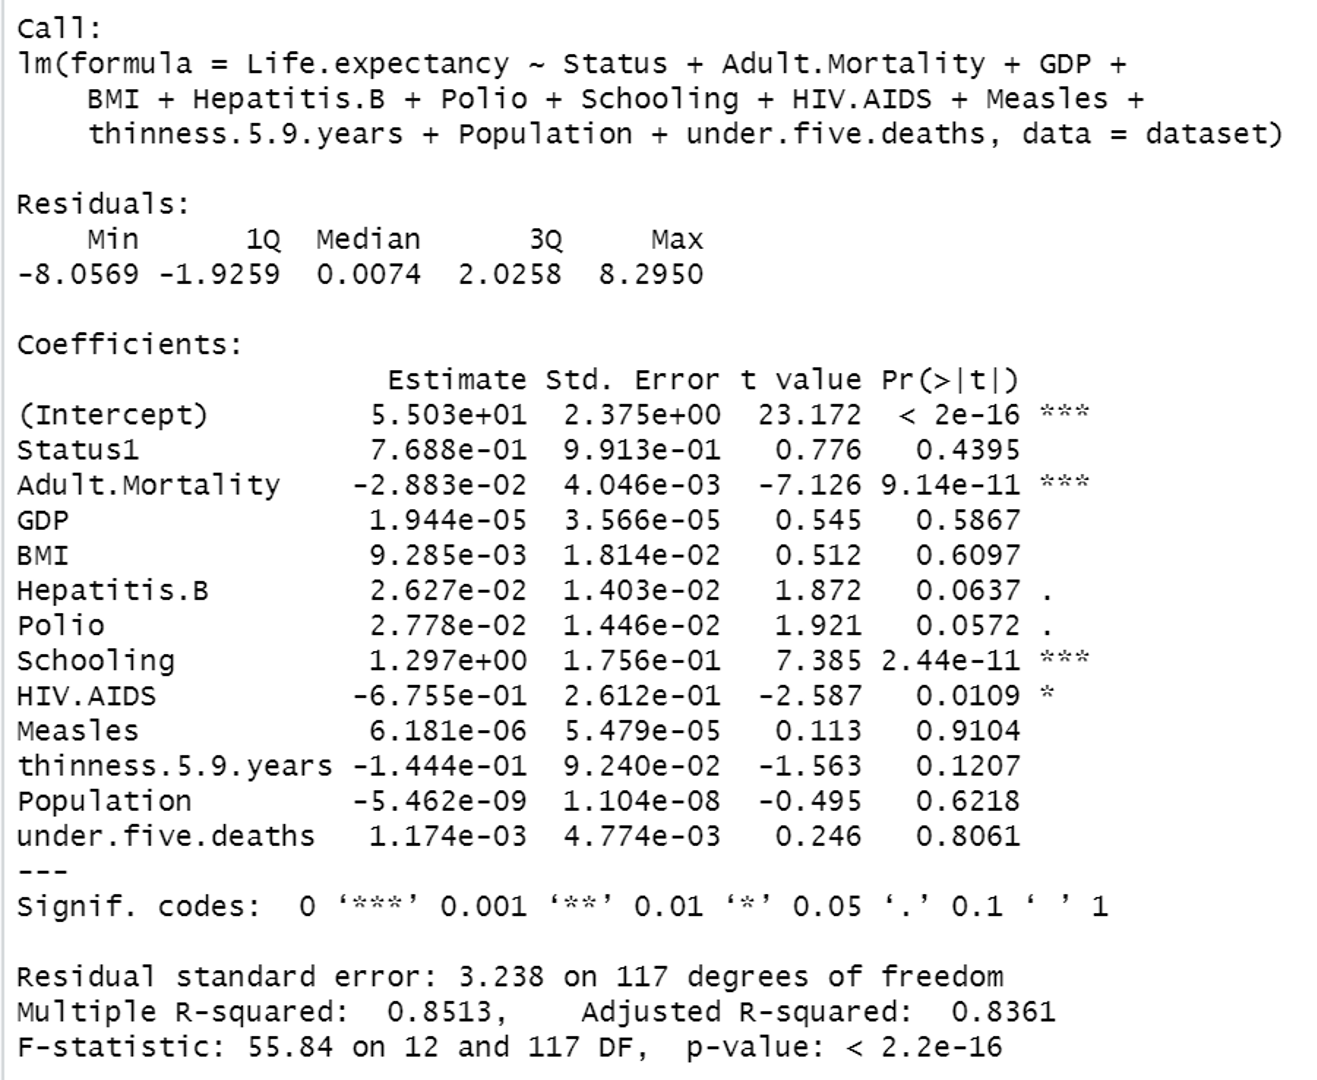 Call:
lm(formula = Life.expectancy ~ Status + Adult.Mortality + GDP +
    BMI + Hepatitis.B + Polio + Schooling + HIV.AIDS + Measles +
    thinness.5.9.years + Population + under.five.deaths, data = dataset)

Residuals:
    Min      1Q  Median      3Q     Max
-8.0569 -1.9259  0.0074  2.0258  8.2950

Coefficients:
                     Estimate Std. Error t value Pr(>|t|)
(Intercept)         5.503e+01  2.375e+00  23.172  < 2e-16 ***
Status1             7.688e-01  9.913e-01   0.776   0.4395
Adult.Mortality    -2.883e-02  4.046e-03  -7.126 9.14e-11 ***
GDP                 1.944e-05  3.566e-05   0.545   0.5867
BMI                 9.285e-03  1.814e-02   0.512   0.6097
Hepatitis.B         2.627e-02  1.403e-02   1.872   0.0637 .
Polio               2.778e-02  1.446e-02   1.921   0.0572 .
Schooling           1.297e+00  1.756e-01   7.385 2.44e-11 ***
HIV.AIDS           -6.755e-01  2.612e-01  -2.587   0.0109 *
Measles             6.181e-06  5.479e-05   0.113   0.9104
thinness.5.9.years -1.444e-01  9.240e-02  -1.563   0.1207
Population         -5.462e-09  1.104e-08  -0.495   0.6218
under.five.deaths   1.174e-03  4.774e-03   0.246   0.8061
---
Signif. codes:  0 ‘***’ 0.001 ‘**’ 0.01 ‘*’ 0.05 ‘.’ 0.1 ‘ ’ 1

Residual standard error: 3.238 on 117 degrees of freedom
Multiple R-squared:  0.8513,    Adjusted R-squared:  0.8361
F-statistic: 55.84 on 12 and 117 DF,  p-value: < 2.2e-16